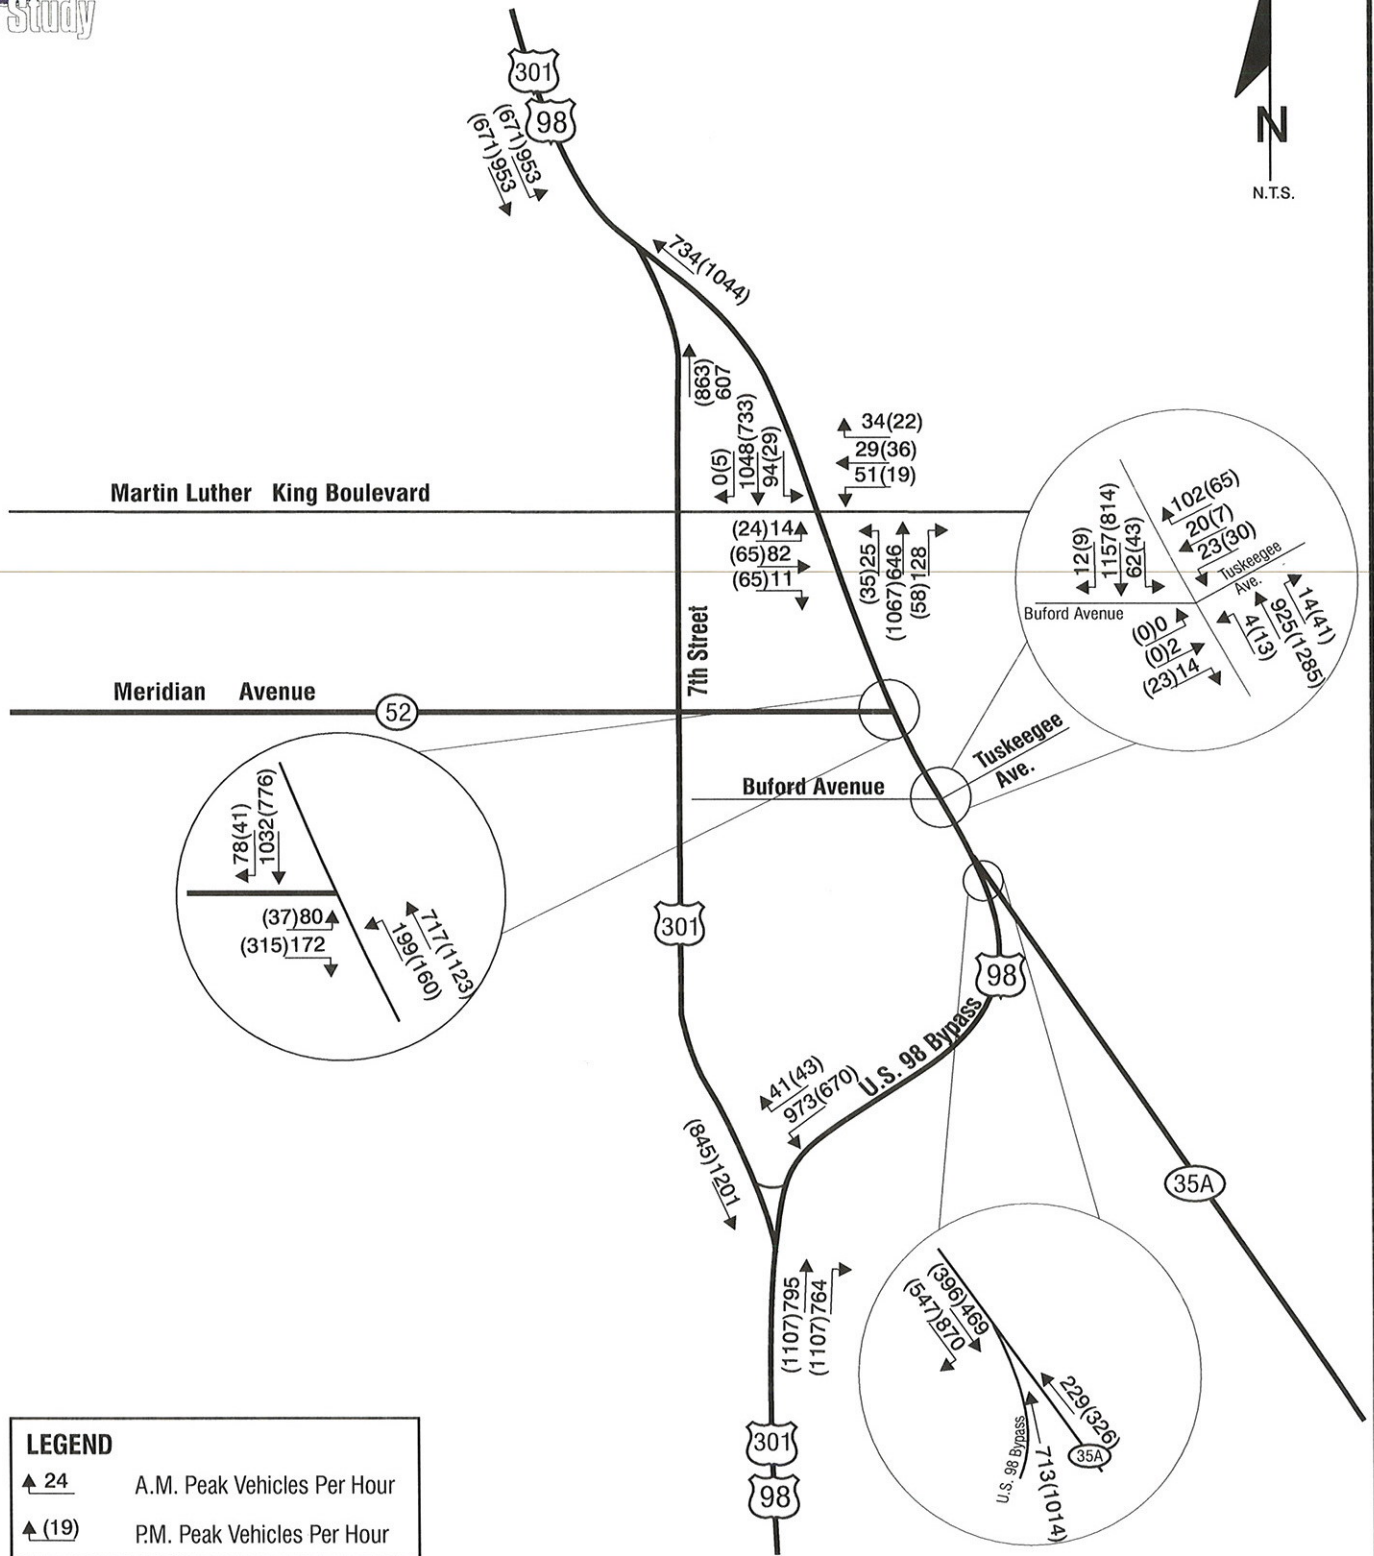 Study
301
98
(671)953
(671)953
N
N.T.S.
734(1044)
(863)
607
0(5)
1048(733)
94(29)
34(22)
29(36)
51(19)
Martin Luther King Boulevard
(24)14
(65)82
(65)11
(35)25
(1067)646
(58)128
12(9)
1157(814)
62(43)
102(65)
20(7)
23(30)
Tuskeegee
Ave.
Buford Avenue
(0)0
(0)2
(23)14
4(13)
925(1285)
14(41)
7th Street
Meridian Avenue
52
Tuskeegee
Ave.
Buford Avenue
78(41)
1032(776)
(37)80
(315)172
199(160)
717(1123)
301
98
U.S. 98 Bypass
41(43)
973(670)
(845)1201
35A
(1107)795
(1107)764
(396)469
(547)870
229(326)
35A
U.S. 98 Bypass
713(1014)
301
98
LEGEND
24 A.M. Peak Vehicles Per Hour
(19) P.M. Peak Vehicles Per Hour